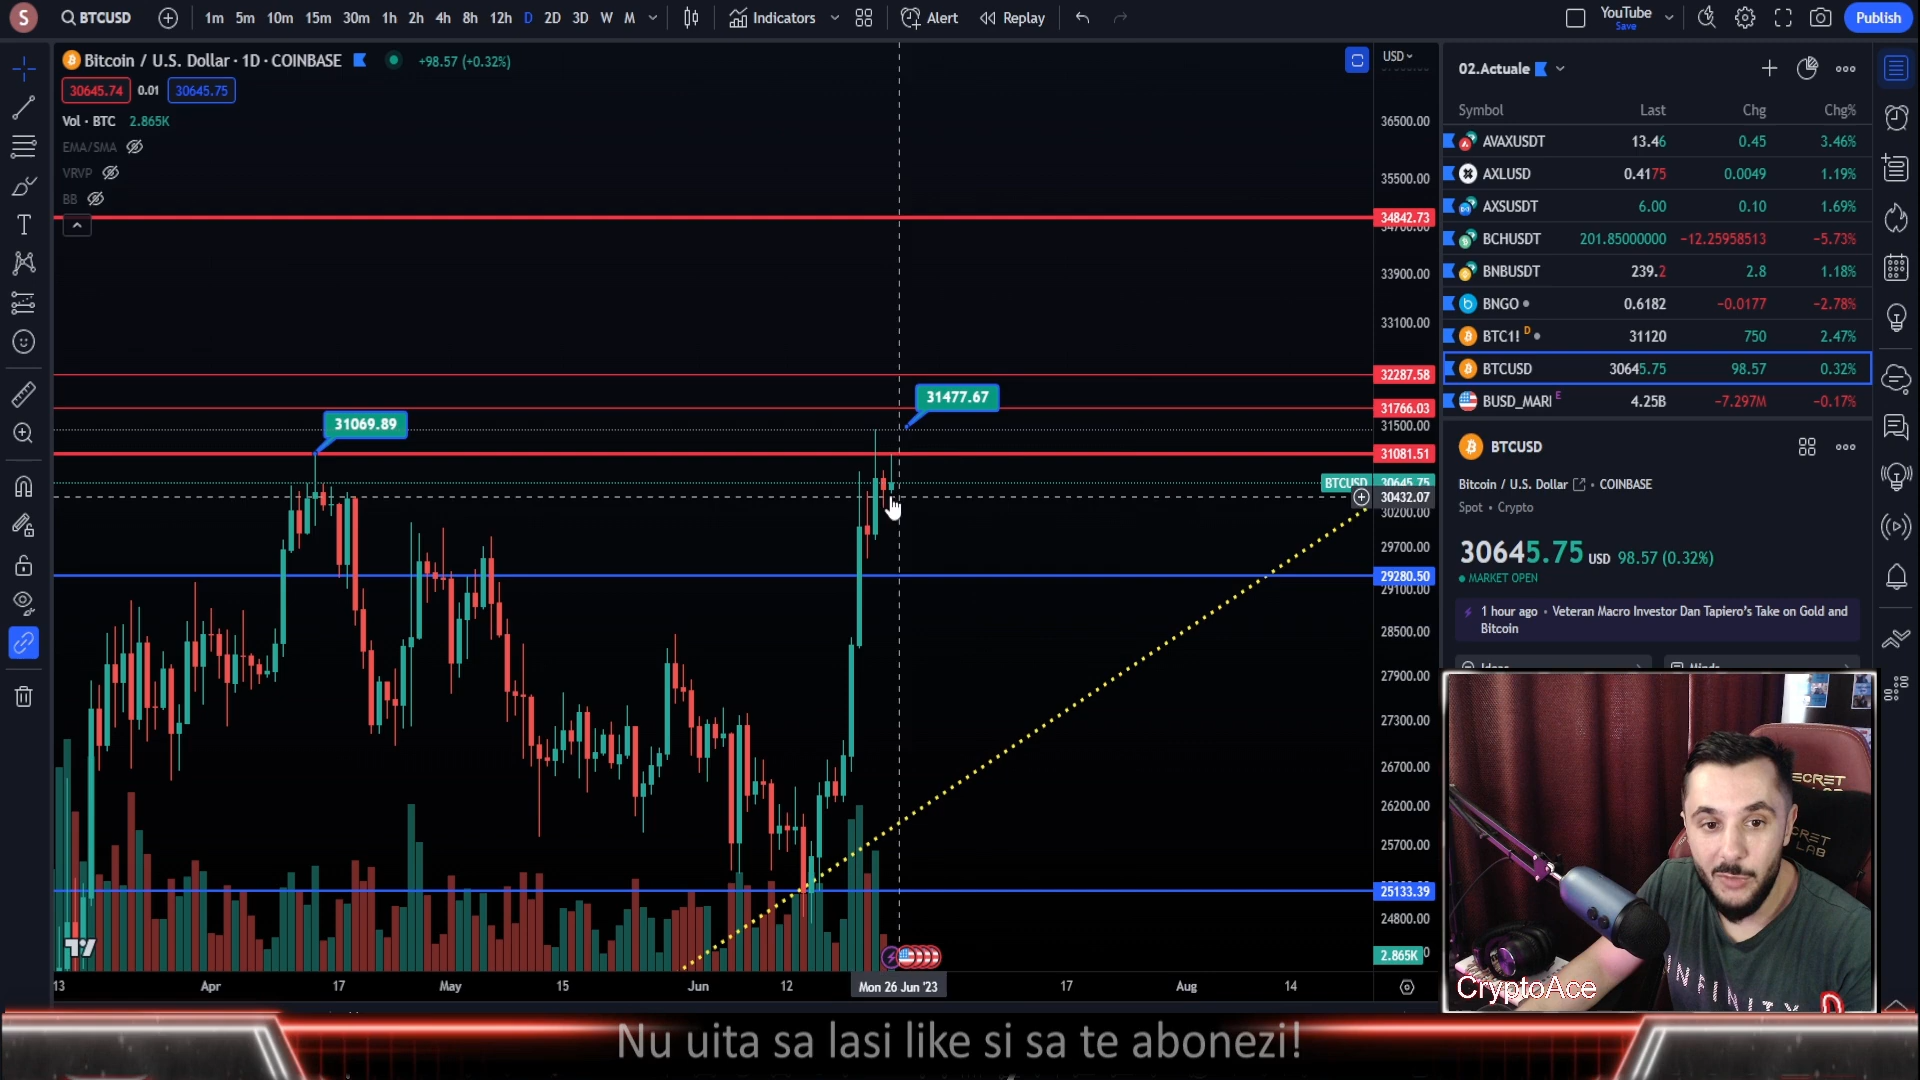 S
BTCUSD
1m 5m 10m 15m 30m 1h 2h 4h 8h 12h D 2D 3D W M
Indicators
Alert
Replay
YouTube
Save
Publish
Bitcoin / U.S. Dollar · 1D · COINBASE
+98.57 (+0.32%)
30645.74 0.01 30645.75
Vol · BTC 2.865K
EMA/SMA
VRVP
BB
31069.89
31477.67
USD
36500.00
35500.00
34842.73
33900.00
33100.00
32287.58
31766.03
31500.00
31081.51
BTCUSD 30645.75
30432.07
30200.00
29700.00
29280.50
29100.00
28500.00
27900.00
27300.00
26700.00
26200.00
25700.00
25133.39
24800.00
2.865K
13 Apr 17 May 15 Jun 12 Mon 26 Jun '23 17 Aug 14
02.Actuale
Symbol Last Chg Chg%
AVAXUSDT 13.46 0.45 3.46%
AXLUSD 0.4175 0.0049 1.19%
AXSUSDT 6.00 0.10 1.69%
BCHUSDT 201.85000000 −12.25958513 −5.73%
BNBUSDT 239.2 2.8 1.18%
BNGO 0.6182 −0.0177 −2.78%
BTC1! D 31120 750 2.47%
BTCUSD 30645.75 98.57 0.32%
BUSD_MARI E 4.25B −7.297M −0.17%
BTCUSD
Bitcoin / U.S. Dollar • COINBASE
Spot • Crypto
30645.75 USD 98.57 (0.32%)
MARKET OPEN
1 hour ago • Veteran Macro Investor Dan Tapiero's Take on Gold and
Bitcoin
INFINITY
CryptoAce
Nu uita sa lasi like si sa te abonezi!